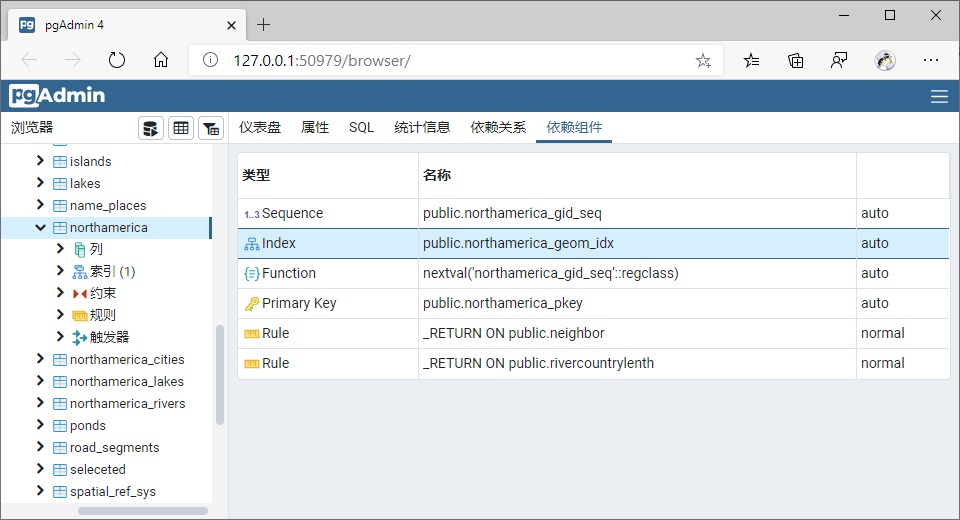 pgAdmin 4
127.0.0.1:50979/browser/
pgAdmin
浏览器
仪表盘 属性 SQL 统计信息 依赖关系 依赖组件
islands
lakes
name_places
northamerica
列
索引 (1)
约束
规则
触发器
northamerica_cities
northamerica_lakes
northamerica_rivers
ponds
road_segments
seleceted
spatial_ref_sys
类型 名称
1..3 Sequence public.northamerica_gid_seq auto
Index public.northamerica_geom_idx auto
Function nextval('northamerica_gid_seq'::regclass) auto
Primary Key public.northamerica_pkey auto
Rule _RETURN ON public.neighbor normal
Rule _RETURN ON public.rivercountrylenth normal